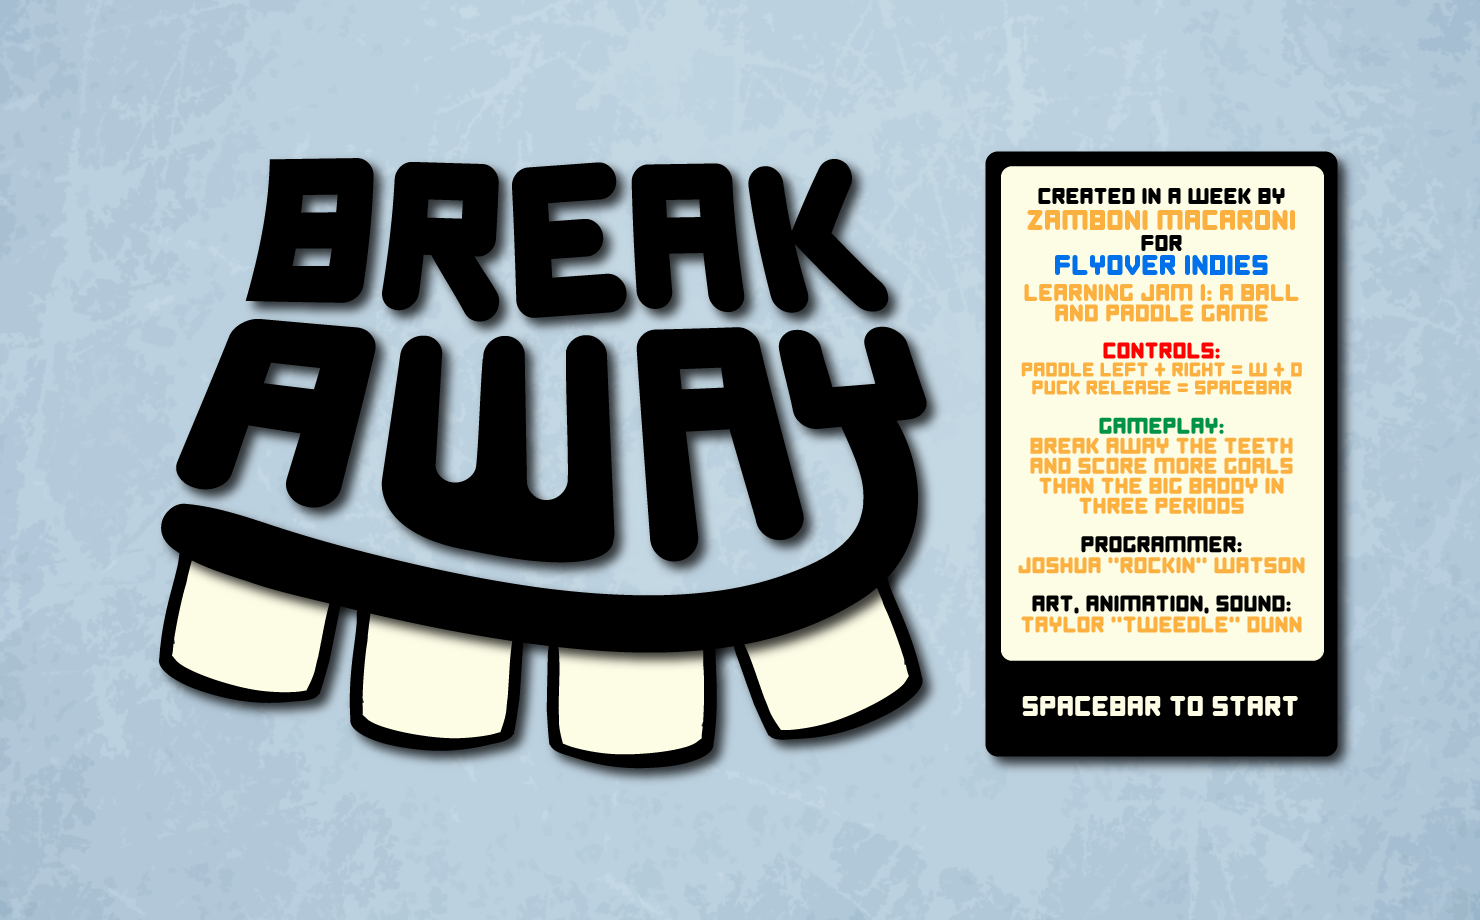 BREAK
AWAY
CREATED IN A WEEK BY
ZAMBONI MACARONI
FOR
FLYOVER INDIES
LEARNING JAM 1: A BALL
AND PADDLE GAME
CONTROLS:
PADDLE LEFT + RIGHT = W + D
PUCK RELEASE = SPACEBAR
GAMEPLAY:
BREAK AWAY THE TEETH
AND SCORE MORE GOALS
THAN THE BIG BADDY IN
THREE PERIODS
PROGRAMMER:
JOSHUA "ROCKIN" WATSON
ART, ANIMATION, SOUND:
TAYLOR "TWEEDLE" DUNN
SPACEBAR TO START